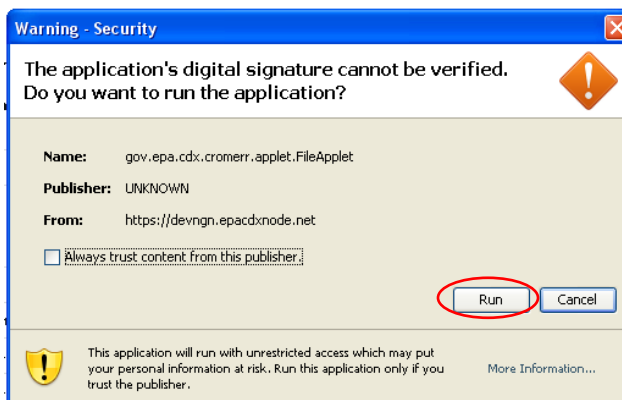 Warning - Security
The application's digital signature cannot be verified.
Do you want to run the application?
Name: gov.epa.cdx.cromerr.applet.FileApplet
Publisher: UNKNOWN
From: https://devngn.epacdxnode.net
Always trust content from this publisher.
Run Cancel
This application will run with unrestricted access which may put
your personal information at risk. Run this application only if you More Information...
trust the publisher.